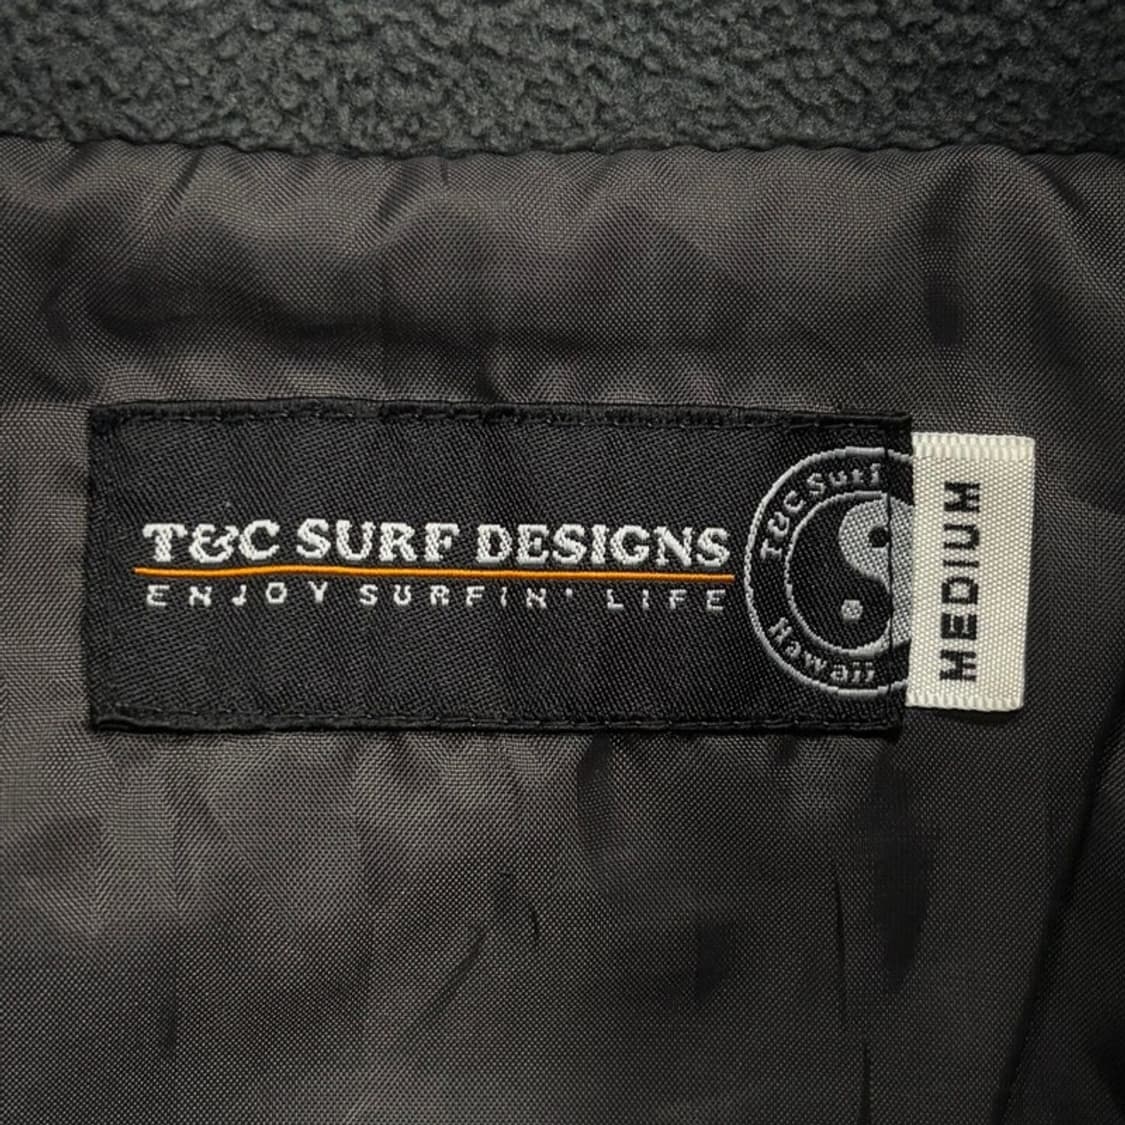 T&C SURF DESIGNS
ENJOY SURFIN' LIFE
T&C Surf
Hawaii
MEDIUM